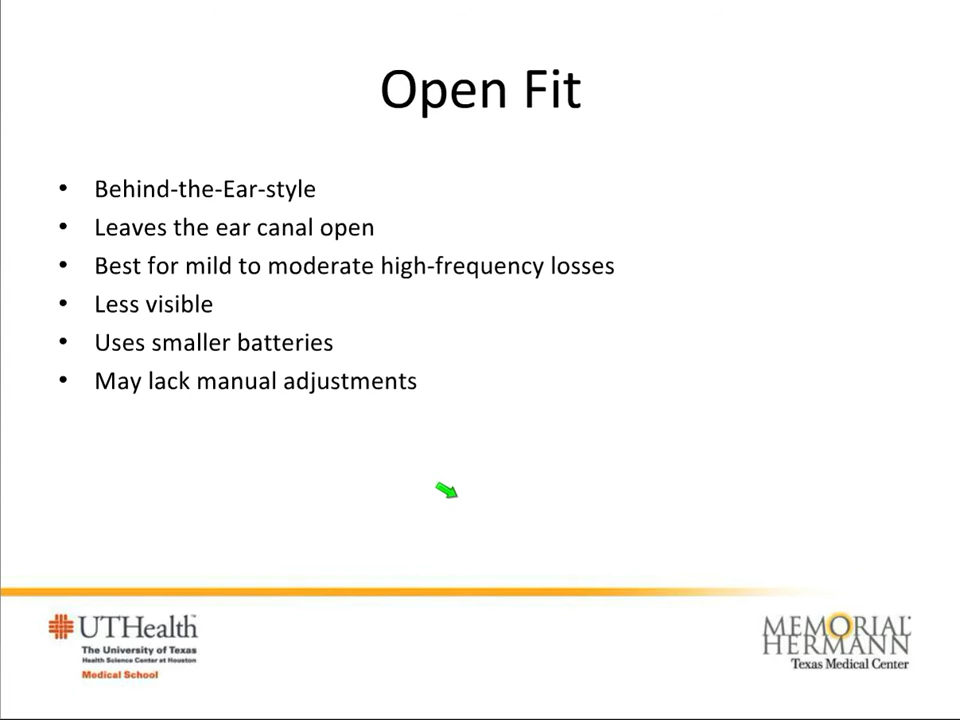 Open Fit
• Behind-the-Ear-style
• Leaves the ear canal open
• Best for mild to moderate high-frequency losses
• Less visible
• Uses smaller batteries
• May lack manual adjustments
UTHealth™
The University of Texas
Health Science Center at Houston
Medical School
MEMORIAL®
HERMANN
Texas Medical Center